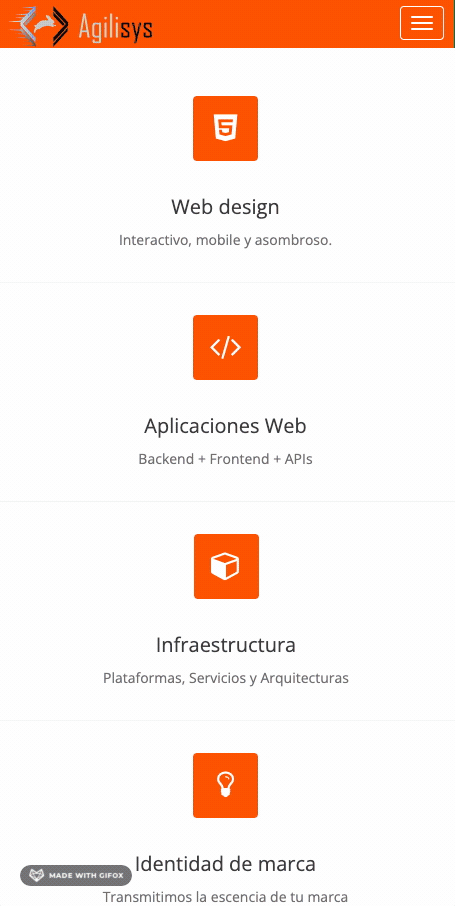 Agilisys
Web design
Interactivo, mobile y asombroso.
Aplicaciones Web
Backend + Frontend + APIs
Infraestructura
Plataformas, Servicios y Arquitecturas
Identidad de marca
MADE WITH GIFOX
Transmitimos la escencia de tu marca